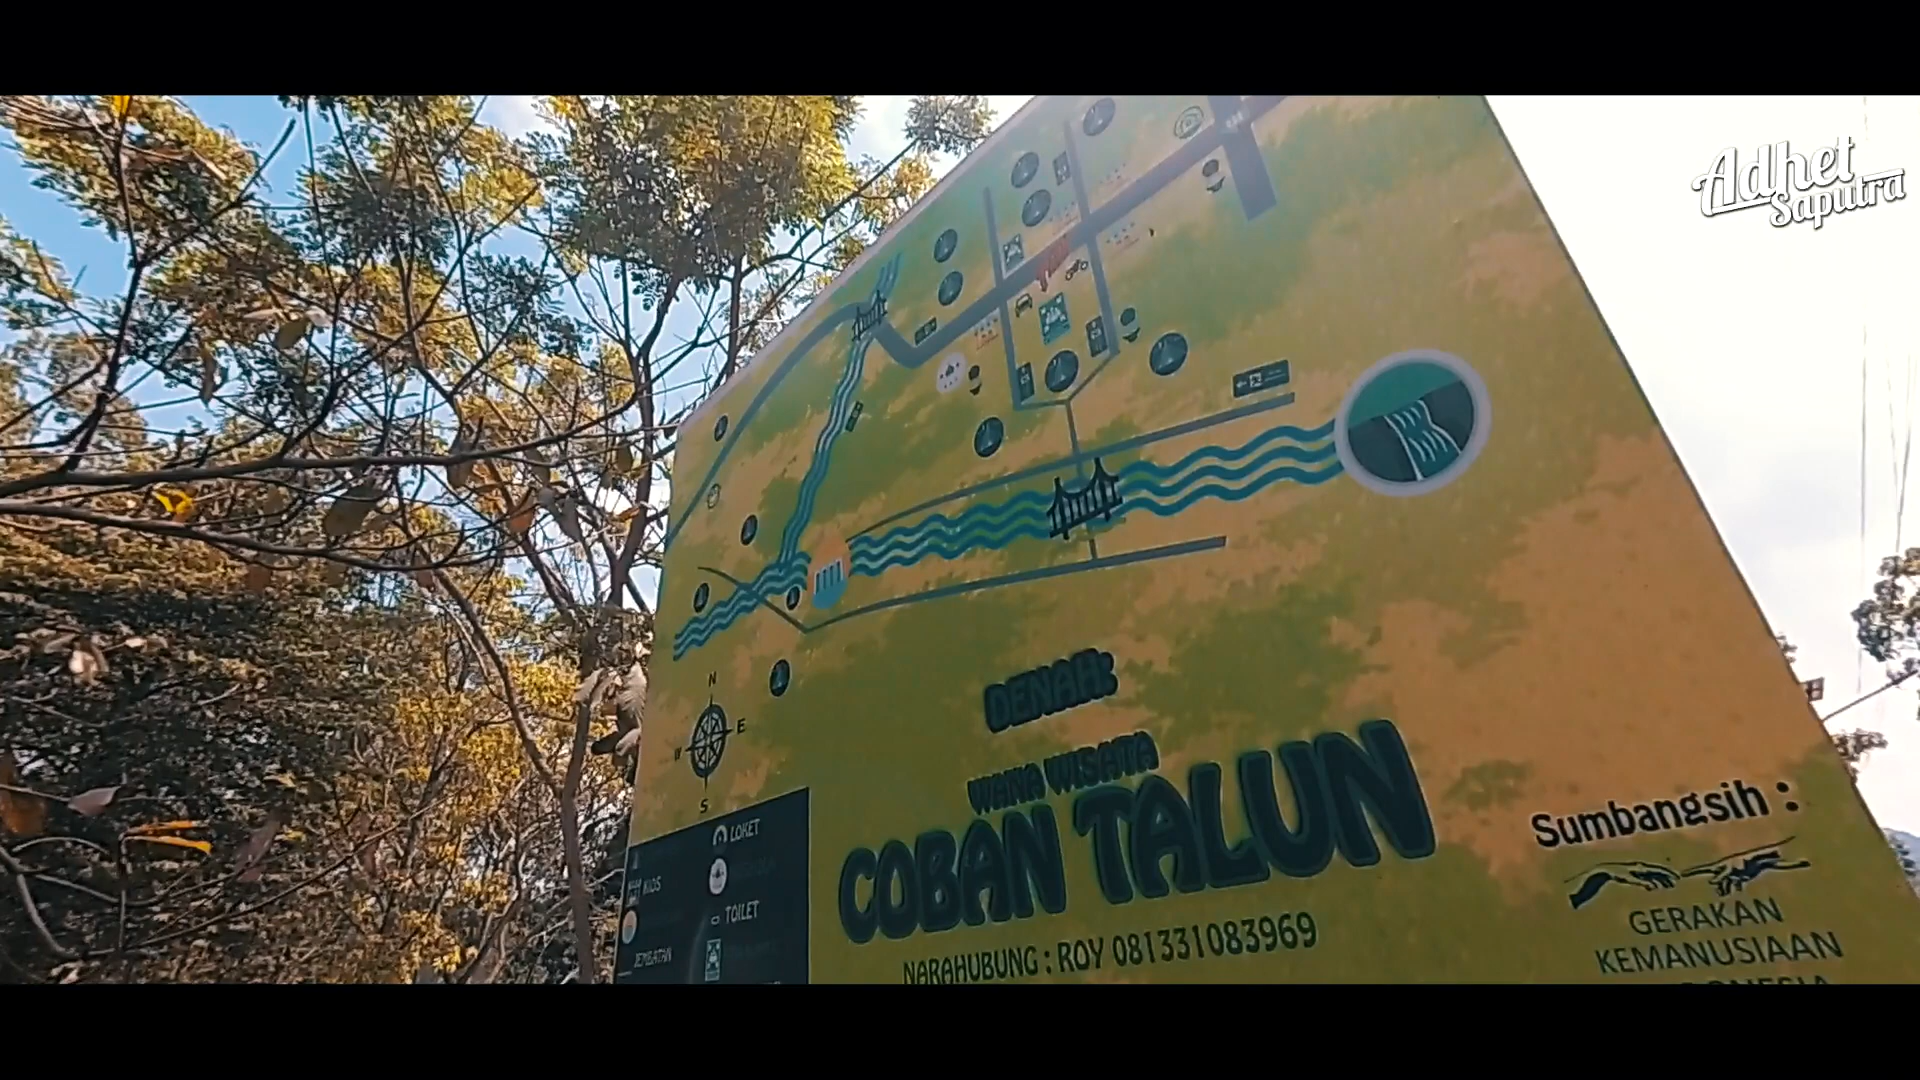 Adhet
Saputra
N
E
W
S
DENAH:
WANA WISATA
COBAN TALUN
NARAHUBUNG : ROY 081331083969
LOKET
KIOS
TOILET
JEMBATAN
Sumbangsih :
GERAKAN
KEMANUSIAAN